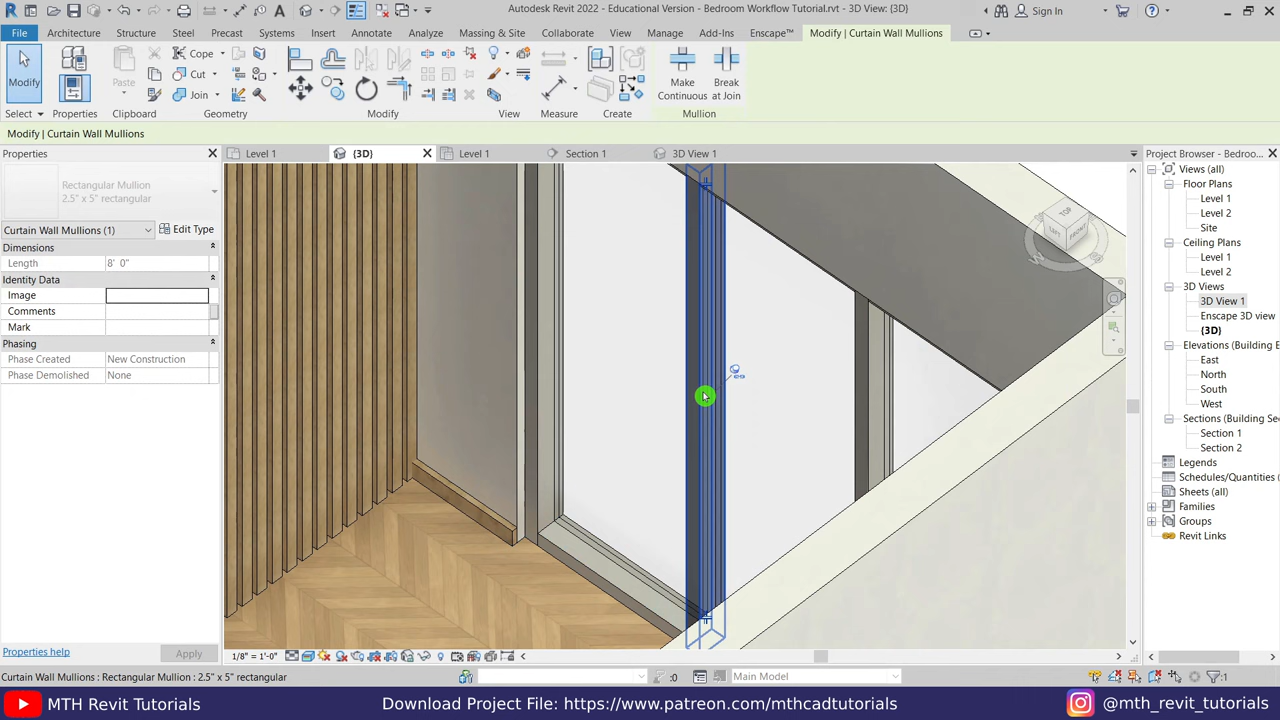 Autodesk Revit 2022 - Educational Version - Bedroom Workflow Tutorial.rvt - 3D View: {3D}
Sign In
File
Architecture
Structure
Steel
Precast
Systems
Insert
Annotate
Analyze
Massing & Site
Collaborate
View
Manage
Add-Ins
Enscape™
Modify | Curtain Wall Mullions
Modify
Paste
Cope
Cut
Join
Make
Continuous
Break
at Join
Select
Properties
Clipboard
Geometry
Modify
View
Measure
Create
Mullion
Modify | Curtain Wall Mullions
Properties
Level 1
{3D}
Level 1
Section 1
3D View 1
Project Browser - Bedroo...
Rectangular Mullion
2.5" x 5" rectangular
Curtain Wall Mullions (1)
Edit Type
Dimensions
Length
8' 0"
Identity Data
Image
Comments
Mark
Phasing
Phase Created
New Construction
Phase Demolished
None
Properties help
Apply
TOP
LEFT
FRONT
W
Views (all)
Floor Plans
Level 1
Level 2
Site
Ceiling Plans
Level 1
Level 2
3D Views
3D View 1
Enscape 3D view
{3D}
Elevations (Building E
East
North
South
West
Sections (Building Se
Section 1
Section 2
Legends
Schedules/Quantities (
Sheets (all)
Families
Groups
Revit Links
1/8" = 1'-0"
Curtain Wall Mullions : Rectangular Mullion : 2.5" x 5" rectangular
:0
Main Model
:1
MTH Revit Tutorials
Download Project File: https://www.patreon.com/mthcadtutorials
@mth_revit_tutorials